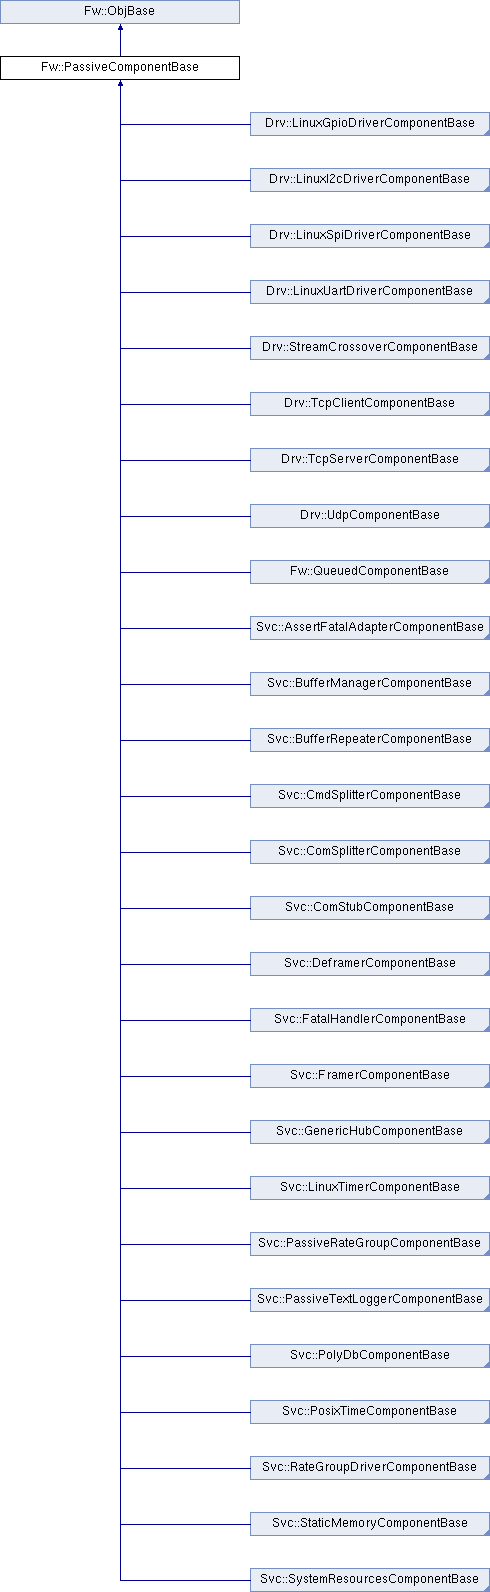 Fw::ObjBase
Fw::PassiveComponentBase
Drv::LinuxGpioDriverComponentBase
Drv::LinuxI2cDriverComponentBase
Drv::LinuxSpiDriverComponentBase
Drv::LinuxUartDriverComponentBase
Drv::StreamCrossoverComponentBase
Drv::TcpClientComponentBase
Drv::TcpServerComponentBase
Drv::UdpComponentBase
Fw::QueuedComponentBase
Svc::AssertFatalAdapterComponentBase
Svc::BufferManagerComponentBase
Svc::BufferRepeaterComponentBase
Svc::CmdSplitterComponentBase
Svc::ComSplitterComponentBase
Svc::ComStubComponentBase
Svc::DeframerComponentBase
Svc::FatalHandlerComponentBase
Svc::FramerComponentBase
Svc::GenericHubComponentBase
Svc::LinuxTimerComponentBase
Svc::PassiveRateGroupComponentBase
Svc::PassiveTextLoggerComponentBase
Svc::PolyDbComponentBase
Svc::PosixTimeComponentBase
Svc::RateGroupDriverComponentBase
Svc::StaticMemoryComponentBase
Svc::SystemResourcesComponentBase